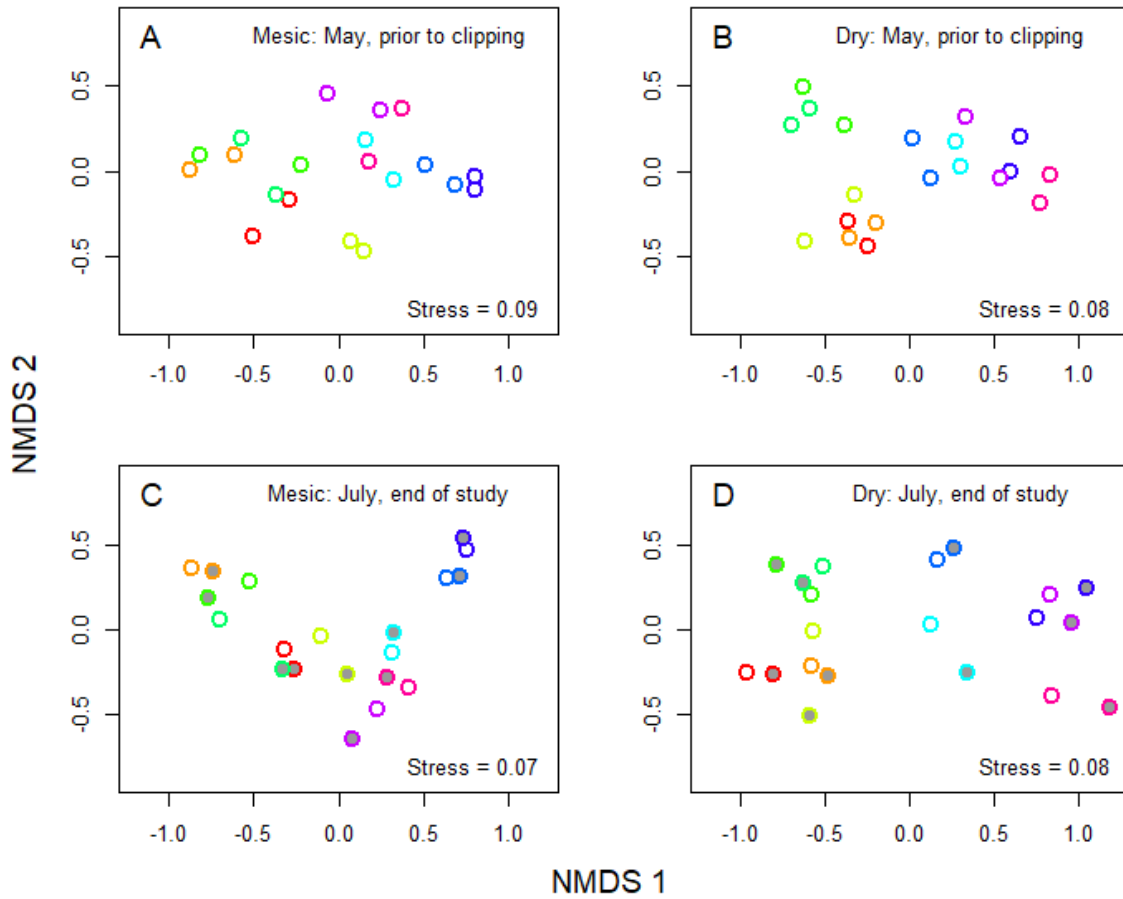 A
Mesic: May, prior to clipping
B
Dry: May, prior to clipping
0.5
0.0
-0.5
0.5
0.0
-0.5
Stress = 0.09
Stress = 0.08
-1.0 -0.5 0.0 0.5 1.0
-1.0 -0.5 0.0 0.5 1.0
NMDS 2
C
Mesic: July, end of study
D
Dry: July, end of study
0.5
0.0
-0.5
0.5
0.0
-0.5
Stress = 0.07
Stress = 0.08
-1.0 -0.5 0.0 0.5 1.0
-1.0 -0.5 0.0 0.5 1.0
NMDS 1